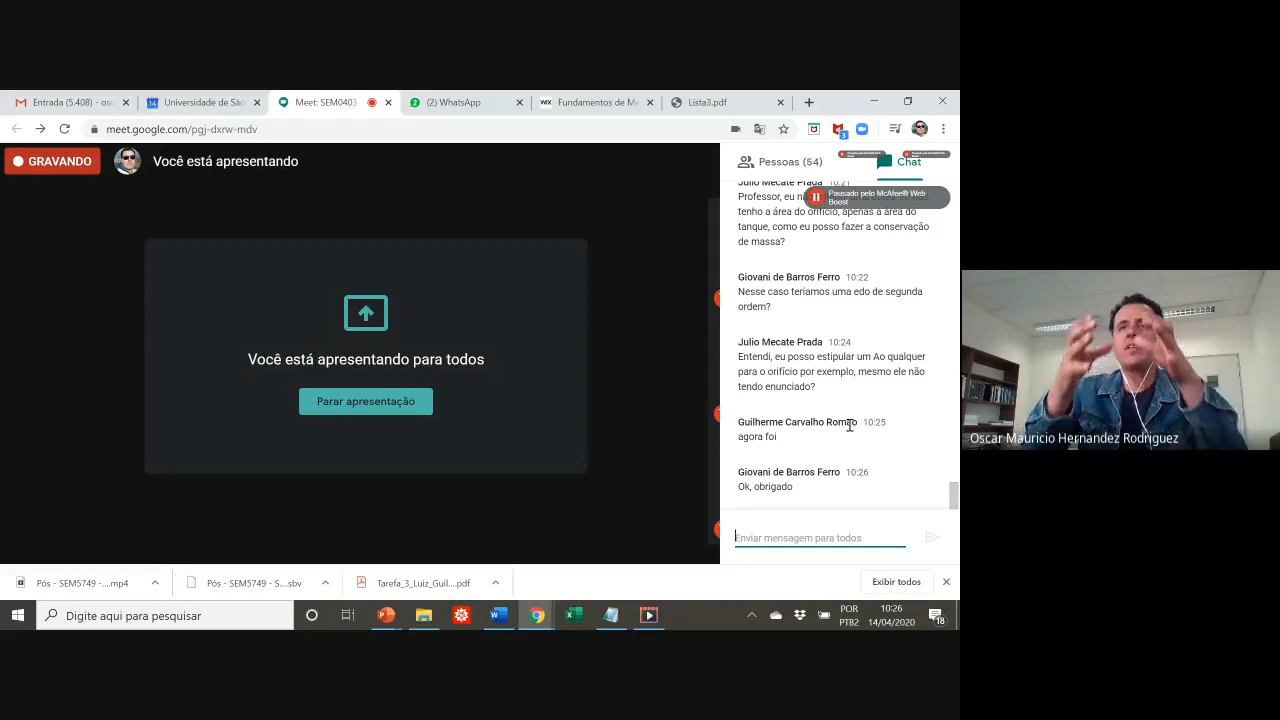 Entrada (5.408) - oso
Universidade de São
Meet: SEM0403
(2) WhatsApp
WIX Fundamentos de Me
Lista3.pdf
meet.google.com/pgj-dxrw-mdv
3
GRAVANDO
Você está apresentando
Pessoas (54)
Chat
Pausado pelo McAfee® Web
Boost
Julio Mecate Prada 10:21
Professor, eu
tenho a área do orifício, apenas a área do
tanque, como eu posso fazer a conservação
de massa?
Giovani de Barros Ferro 10:22
Nesse caso teriamos uma edo de segunda
ordem?
Julio Mecate Prada 10:24
Entendi, eu posso estipular um Ao qualquer
para o orifício por exemplo, mesmo ele não
tendo enunciado?
Guilherme Carvalho Romão 10:25
agora foi
Giovani de Barros Ferro 10:26
Ok, obrigado
Enviar mensagem para todos
Você está apresentando para todos
Parar apresentação
Oscar Mauricio Hernandez Rodriguez
Pós - SEM5749 -....mp4
Pós - SEM5749 - S....sbv
Tarefa_3_Luiz_Guil....pdf
Exibir todos
Digite aqui para pesquisar
POR
PTB2
10:26
14/04/2020
18